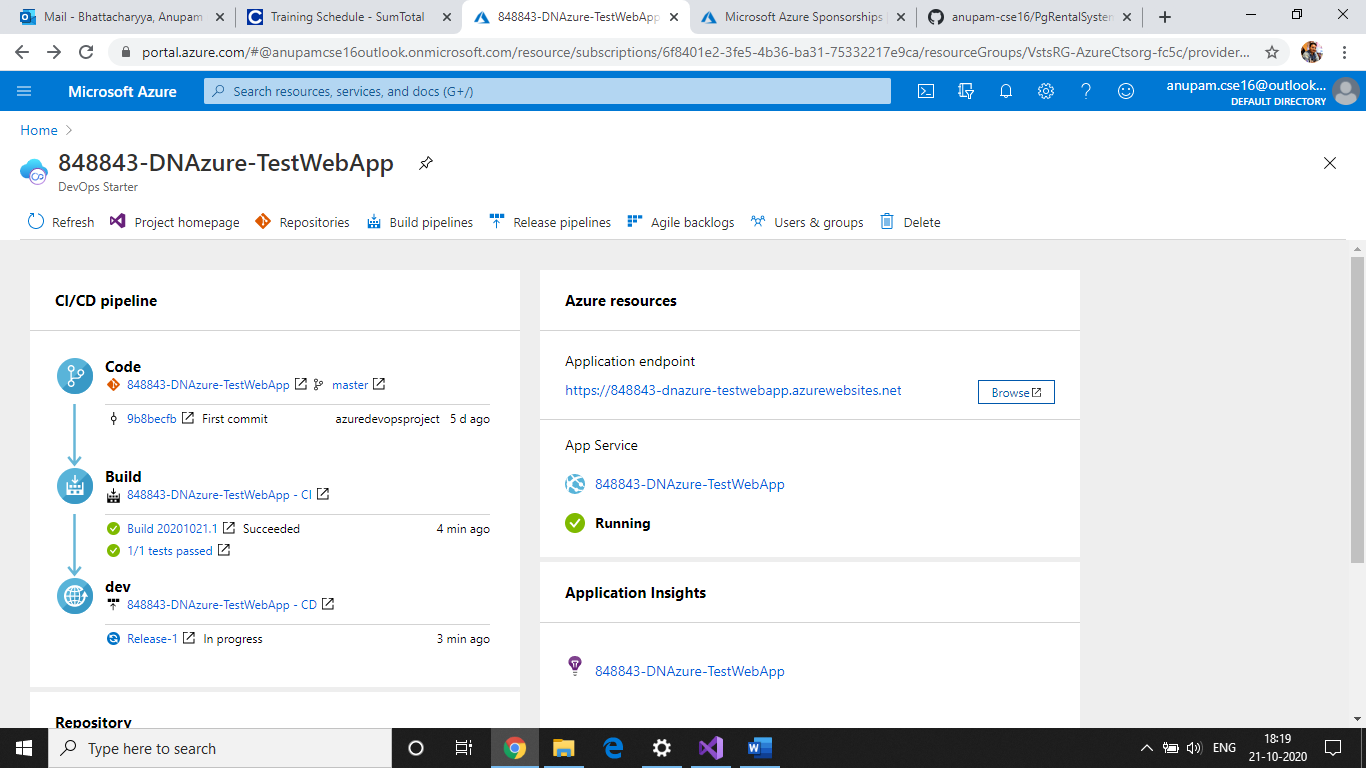 Mail - Bhattacharyya, Anupam
Training Schedule - SumTotal
848843-DNAzure-TestWebApp
Microsoft Azure Sponsorships
anupam-cse16/PgRentalSystem
portal.azure.com/#@anupamcse16outlook.onmicrosoft.com/resource/subscriptions/6f8401e2-3fe5-4b36-ba31-75332217e9ca/resourceGroups/VstsRG-AzureCtsorg-fc5c/provider...
Microsoft Azure
Search resources, services, and docs (G+/)
anupam.cse16@outlook...
DEFAULT DIRECTORY
Home
848843-DNAzure-TestWebApp
DevOps Starter
Refresh Project homepage Repositories Build pipelines Release pipelines Agile backlogs Users & groups Delete
CI/CD pipeline
Code
848843-DNAzure-TestWebApp master
9b8becfb First commit azuredevopsproject 5 d ago
Build
848843-DNAzure-TestWebApp - CI
Build 20201021.1 Succeeded 4 min ago
1/1 tests passed
dev
848843-DNAzure-TestWebApp - CD
Release-1 In progress 3 min ago
Repository
Azure resources
Application endpoint
https://848843-dnazure-testwebapp.azurewebsites.net Browse
App Service
848843-DNAzure-TestWebApp
Running
Application Insights
848843-DNAzure-TestWebApp
Type here to search
ENG
18:19
21-10-2020